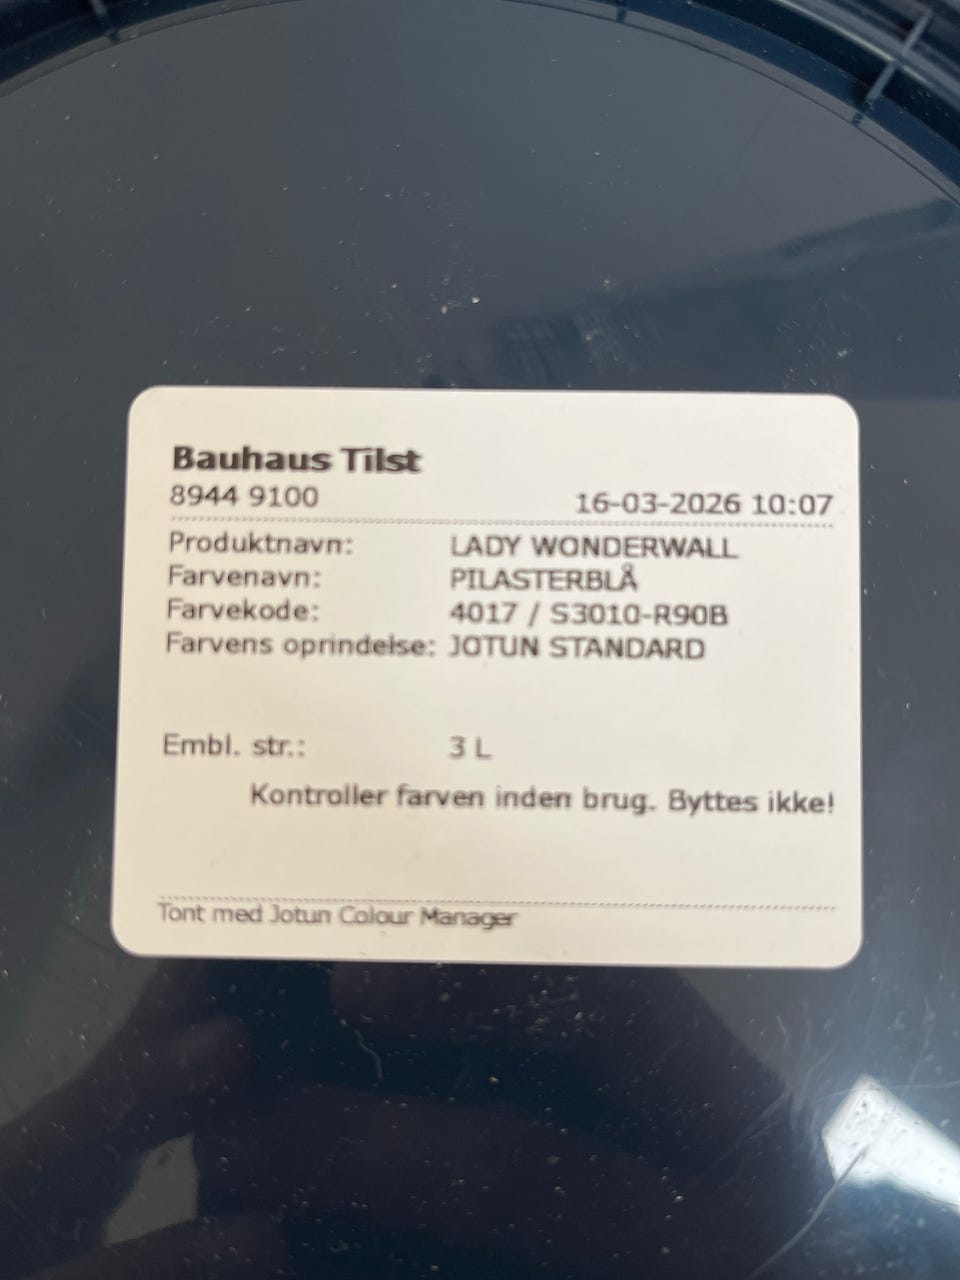 Bauhaus Tilst
8944 9100 16-03-2026 10:07
Produktnavn: LADY WONDERWALL
Farvenavn: PILASTERBLÅ
Farvekode: 4017 / S3010-R90B
Farvens oprindelse: JOTUN STANDARD
Embl. str.: 3 L
Kontroller farven inden brug. Byttes ikke!
Tont med Jotun Colour Manager